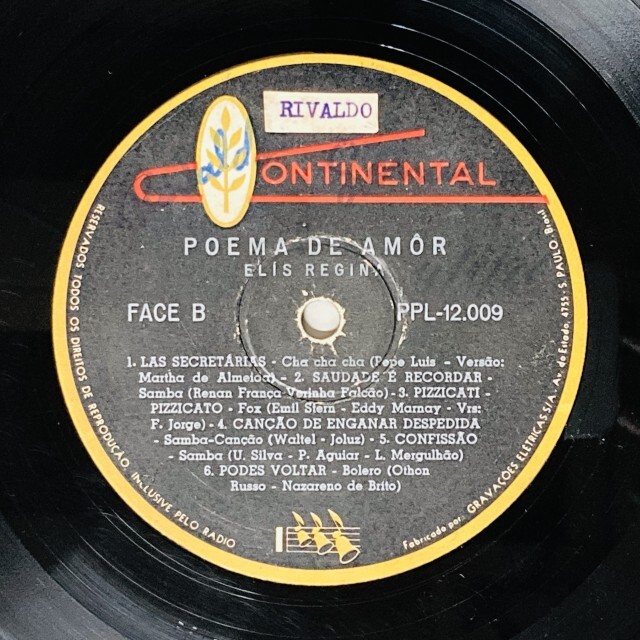 RIVALDO
CONTINENTAL
POEMA DE AMÔR
ELIS REGINA
FACE B
PPL-12.009
1. LAS SECRETÁRIAS - Cha cha cha (Pepe Luis - Versão:
Martha de Almeida) - 2. SAUDADE É RECORDAR -
Samba (Renan França Verinha Falcão) - 3. PIZZICATI -
PIZZICATO - Fox (Emil Stern - Eddy Marnay - Vrs:
F. Jorge) - 4. CANÇÃO DE ENGANAR DESPEDIDA
- Samba-Canção (Waltel - Joluz) - 5. CONFISSÃO
- Samba (U. Silva - P. Aguiar - L. Mergulhão)
6. PODES VOLTAR - Bolero (Othon
Russo - Nazareno de Brito)
RESERVADOS TODOS OS DIREITOS DE REPRODUÇÃO, INCLUSIVE PELO RADIO
Fabricado por: GRAVAÇÕES ELETRICAS S/A. - Av. do Estado, 4755 - S. PAULO - Brasil